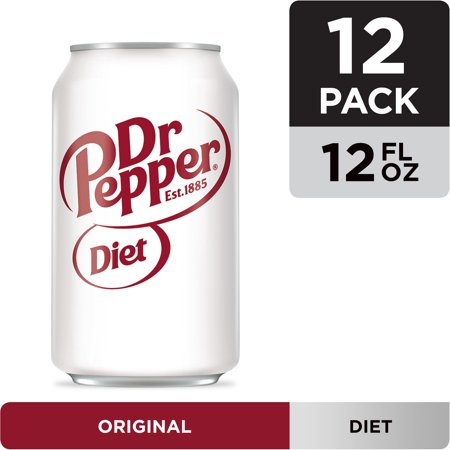 Dr
Pepper®
Est.1885
Diet
12
PACK
12 FL
OZ
ORIGINAL
DIET